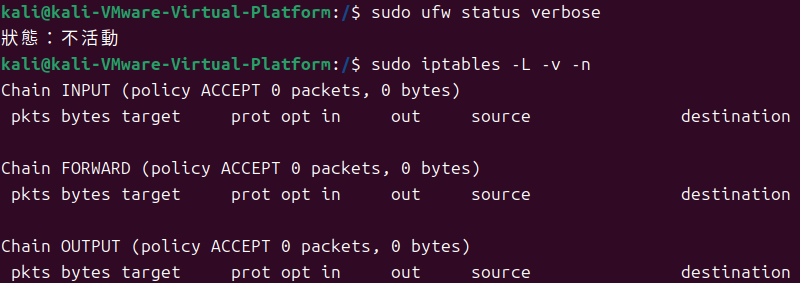 kali@kali-VMware-Virtual-Platform:/$ sudo ufw status verbose
狀態：不活動
kali@kali-VMware-Virtual-Platform:/$ sudo iptables -L -v -n
Chain INPUT (policy ACCEPT 0 packets, 0 bytes)
 pkts bytes target     prot opt in     out     source               destination

Chain FORWARD (policy ACCEPT 0 packets, 0 bytes)
 pkts bytes target     prot opt in     out     source               destination

Chain OUTPUT (policy ACCEPT 0 packets, 0 bytes)
 pkts bytes target     prot opt in     out     source               destination